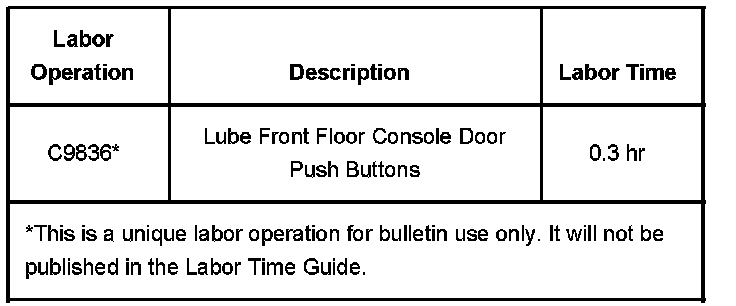 Labor
Operation
Description
Labor Time
C9836*
Lube Front Floor Console Door
Push Buttons
0.3 hr
*This is a unique labor operation for bulletin use only. It will not be
published in the Labor Time Guide.